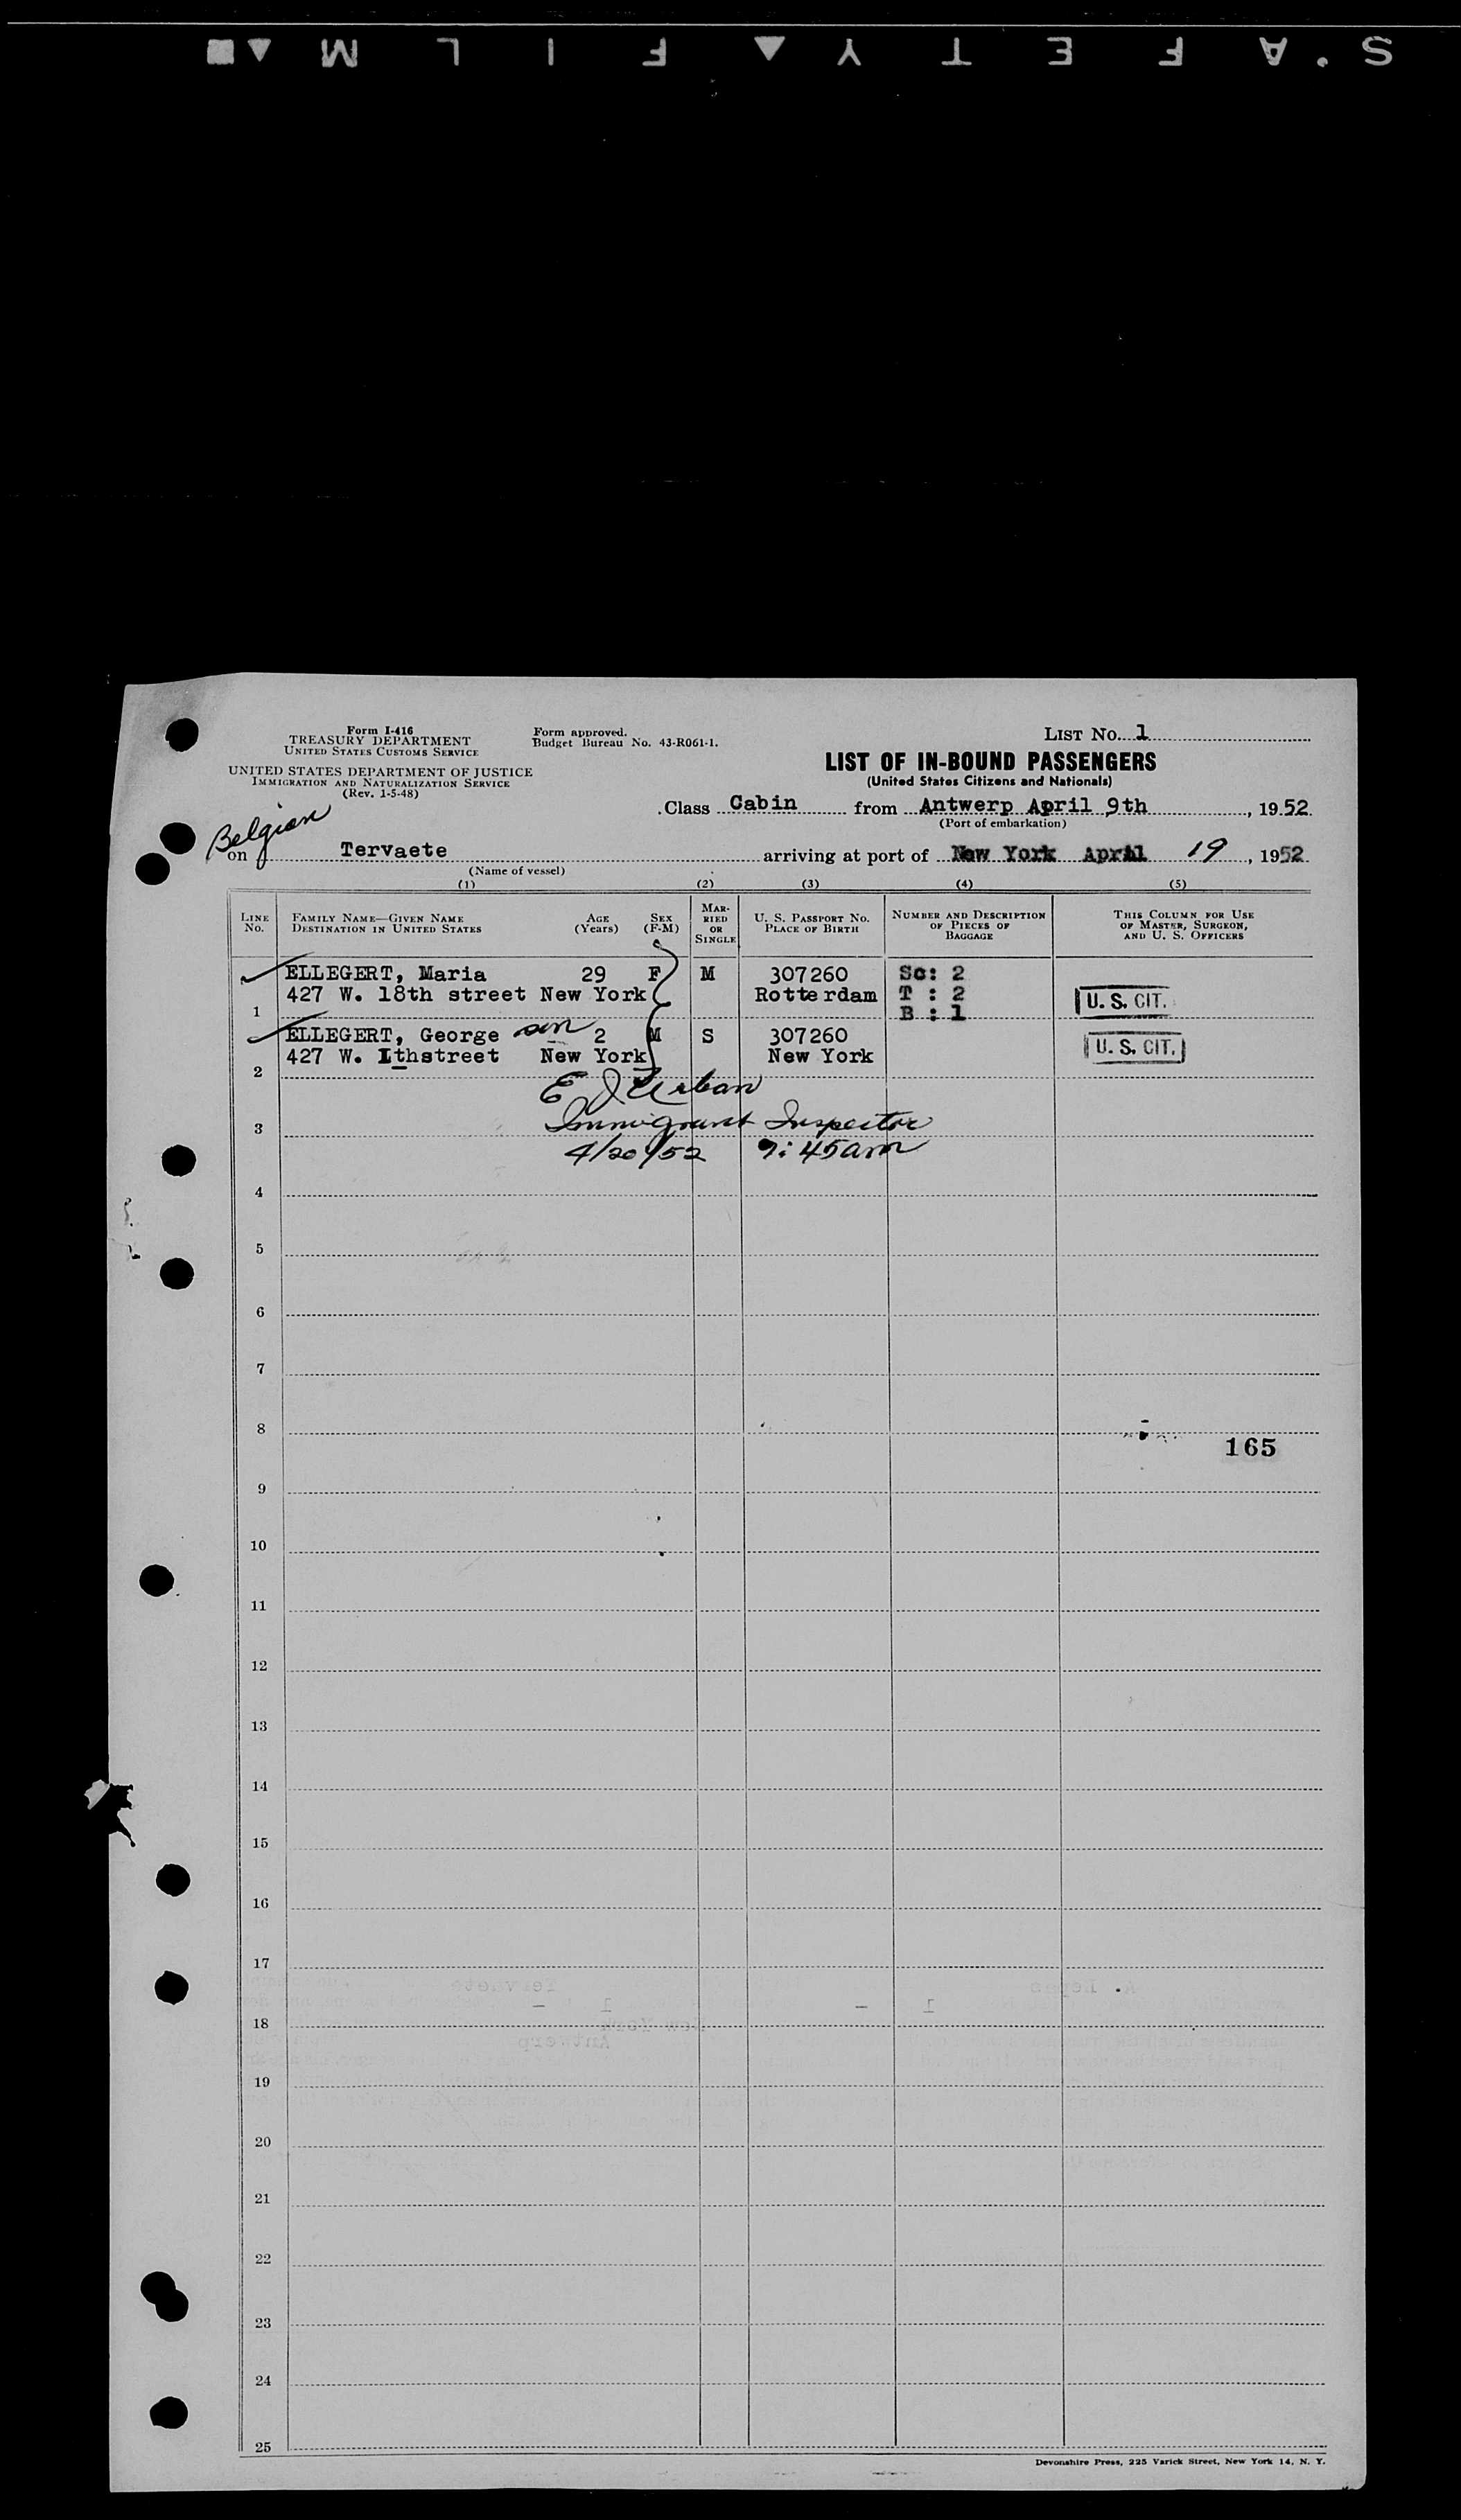 S'AFETY▲FILM▲■
Form I-416
TREASURY DEPARTMENT
UNITED STATES CUSTOMS SERVICE
UNITED STATES DEPARTMENT OF JUSTICE
IMMIGRATION AND NATURALIZATION SERVICE
(Rev. 1-5-48)
Form approved.
Budget Bureau No. 43-R061-1.
LIST No. 1
LIST OF IN-BOUND PASSENGERS
(United States Citizens and Nationals)
Class Cabin from Antwerp April 9th, 1952
(Port of embarkation)
Belgian
on Tervaete arriving at port of New York April 19, 1952
(Name of vessel)
(1) (2) (3) (4) (5)
LINE No. FAMILY NAME—GIVEN NAME DESTINATION IN UNITED STATES AGE (Years) SEX (F-M) MARRIED OR SINGLE U. S. PASSPORT NO. PLACE OF BIRTH NUMBER AND DESCRIPTION OF PIECES OF BAGGAGE THIS COLUMN FOR USE OF MASTER, SURGEON, AND U. S. OFFICERS
ELLEGERT, Maria 29 F M 307260 Sc: 2
427 W. 18th street New York Rotterdam T : 2
1 B : 1 U. S. CIT.
ELLEGERT, George son 2 M S 307260
427 W. 1thstreet New York New York U. S. CIT.
2
E J Urban
3 Immigrant Inspector
4/20/52 9:45am
4
5
6
7
8
165
9
10
11
12
13
14
15
16
17
18
19
20
21
22
23
24
25
Devonshire Press, 225 Varick Street, New York 14, N. Y.